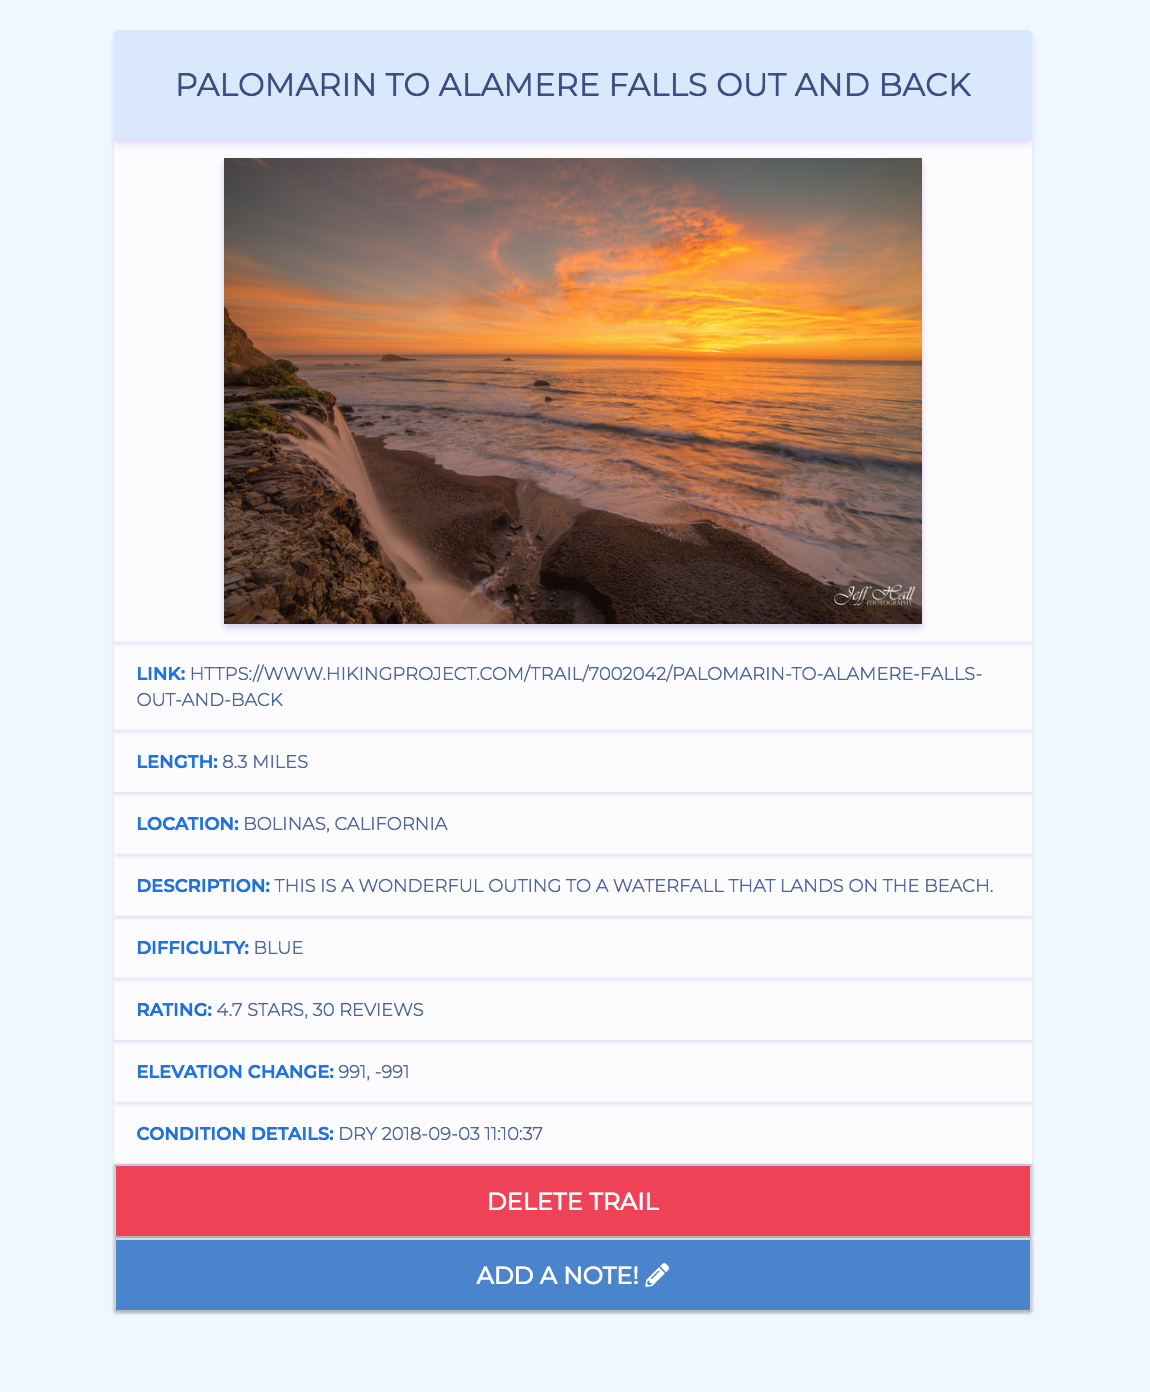 PALOMARIN TO ALAMERE FALLS OUT AND BACK
Jeff Hall
PHOTOGRAPHY
LINK: HTTPS://WWW.HIKINGPROJECT.COM/TRAIL/7002042/PALOMARIN-TO-ALAMERE-FALLS-
OUT-AND-BACK
LENGTH: 8.3 MILES
LOCATION: BOLINAS, CALIFORNIA
DESCRIPTION: THIS IS A WONDERFUL OUTING TO A WATERFALL THAT LANDS ON THE BEACH.
DIFFICULTY: BLUE
RATING: 4.7 STARS, 30 REVIEWS
ELEVATION CHANGE: 991, -991
CONDITION DETAILS: DRY 2018-09-03 11:10:37
DELETE TRAIL
ADD A NOTE!